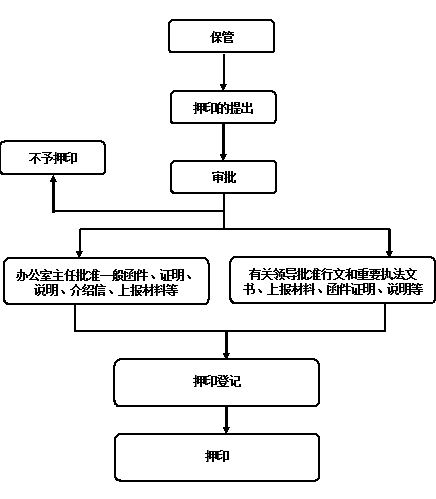 保管
押印的提出
不予押印
审批
办公室主任批准一般函件、证明、
说明、介绍信、上报材料等
有关领导批准行文和重要执法文
书、上报材料、函件证明、说明等
押印登记
押印